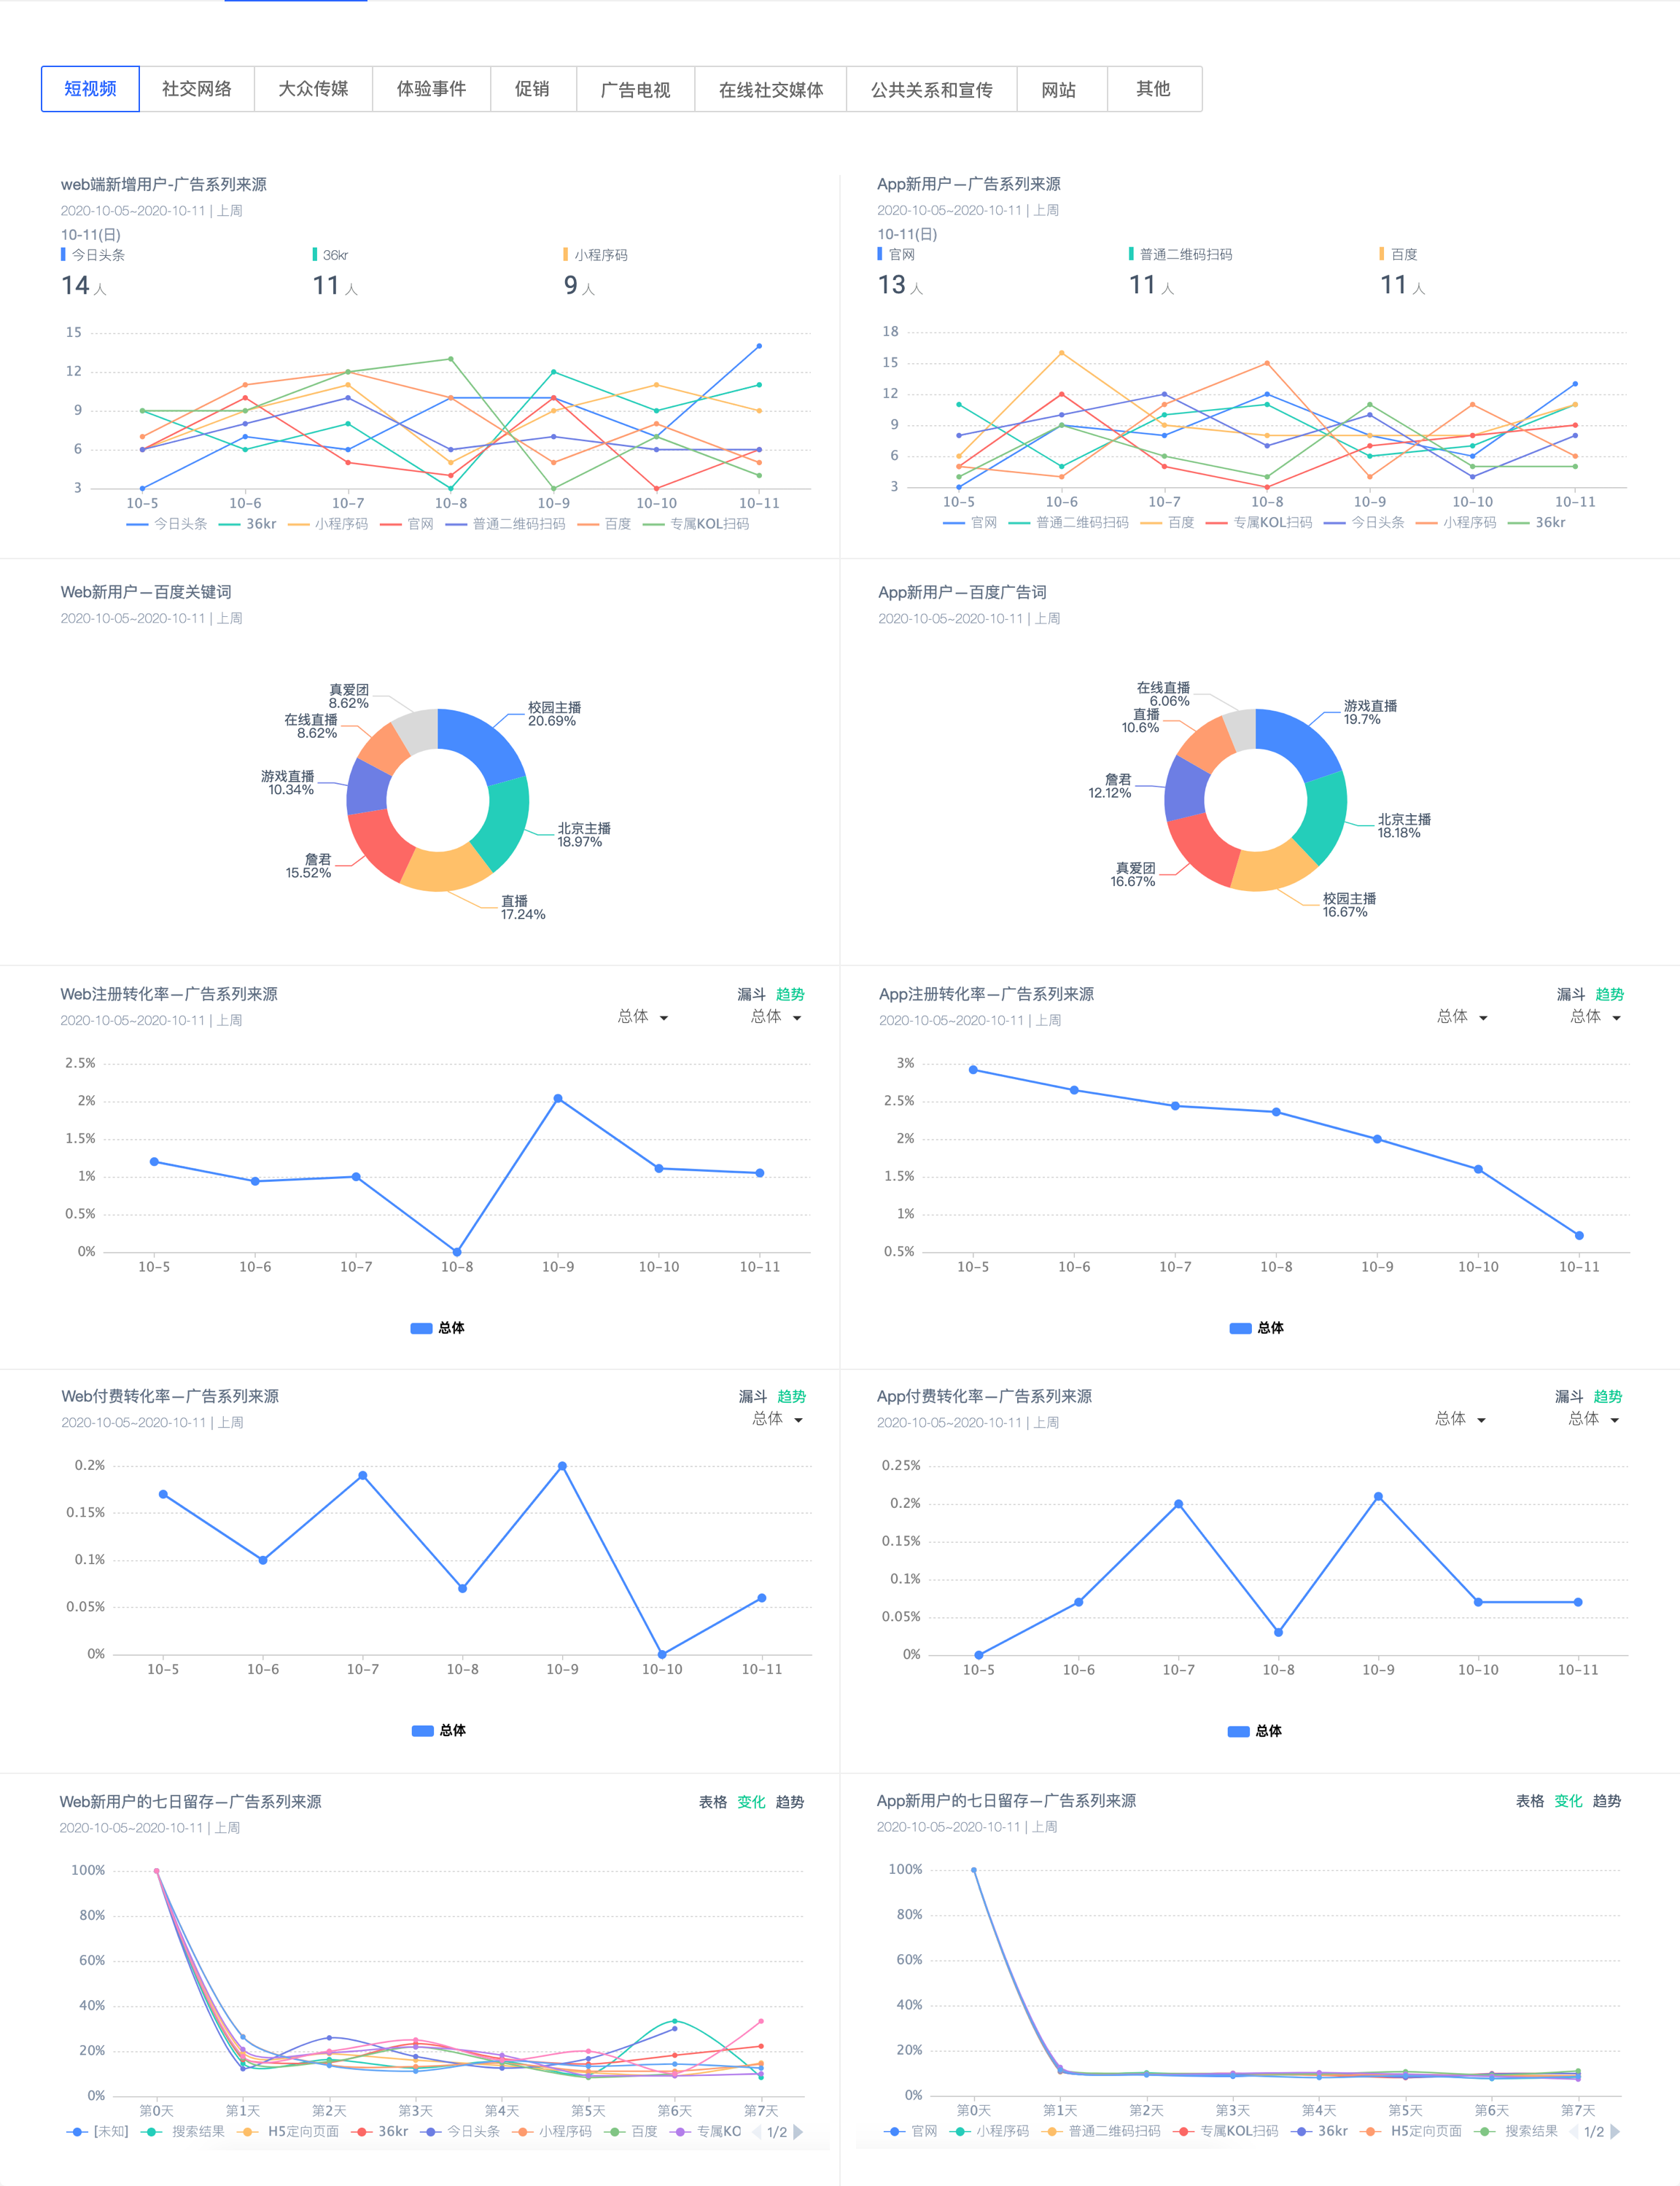 短视频 社交网络 大众传媒 体验事件 促销 广告电视 在线社交媒体 公共关系和宣传 网站 其他
web端新增用户-广告系列来源
2020-10-05~2020-10-11 | 上周
10-11(日)
今日头条 36kr 小程序码
14人 11人 9人
15
12
9
6
3
10-5 10-6 10-7 10-8 10-9 10-10 10-11
今日头条 36kr 小程序码 官网 普通二维码扫码 百度 专属KOL扫码
App新用户—广告系列来源
2020-10-05~2020-10-11 | 上周
10-11(日)
官网 普通二维码扫码 百度
13人 11人 11人
18
15
12
9
6
3
10-5 10-6 10-7 10-8 10-9 10-10 10-11
官网 普通二维码扫码 百度 专属KOL扫码 今日头条 小程序码 36kr
Web新用户—百度关键词
2020-10-05~2020-10-11 | 上周
真爱团
8.62%
校园主播
20.69%
在线直播
8.62%
游戏直播
10.34%
北京主播
18.97%
詹君
15.52%
直播
17.24%
App新用户—百度广告词
2020-10-05~2020-10-11 | 上周
在线直播
6.06%
游戏直播
19.7%
直播
10.6%
詹君
12.12%
北京主播
18.18%
真爱团
16.67%
校园主播
16.67%
Web注册转化率—广告系列来源 漏斗 趋势
2020-10-05~2020-10-11 | 上周 总体 总体
2.5%
2%
1.5%
1%
0.5%
0%
10-5 10-6 10-7 10-8 10-9 10-10 10-11
总体
App注册转化率—广告系列来源 漏斗 趋势
2020-10-05~2020-10-11 | 上周 总体 总体
3%
2.5%
2%
1.5%
1%
0.5%
10-5 10-6 10-7 10-8 10-9 10-10 10-11
总体
Web付费转化率—广告系列来源 漏斗 趋势
2020-10-05~2020-10-11 | 上周 总体
0.2%
0.15%
0.1%
0.05%
0%
10-5 10-6 10-7 10-8 10-9 10-10 10-11
总体
App付费转化率—广告系列来源 漏斗 趋势
2020-10-05~2020-10-11 | 上周 总体 总体
0.25%
0.2%
0.15%
0.1%
0.05%
0%
10-5 10-6 10-7 10-8 10-9 10-10 10-11
总体
Web新用户的七日留存—广告系列来源 表格 变化 趋势
2020-10-05~2020-10-11 | 上周
100%
80%
60%
40%
20%
0%
第0天 第1天 第2天 第3天 第4天 第5天 第6天 第7天
[未知] 搜索结果 H5定向页面 36kr 今日头条 小程序码 百度 专属KO 1/2
App新用户的七日留存—广告系列来源 表格 变化 趋势
2020-10-05~2020-10-11 | 上周
100%
80%
60%
40%
20%
0%
第0天 第1天 第2天 第3天 第4天 第5天 第6天 第7天
官网 小程序码 普通二维码扫码 专属KOL扫码 36kr H5定向页面 搜索结果 1/2